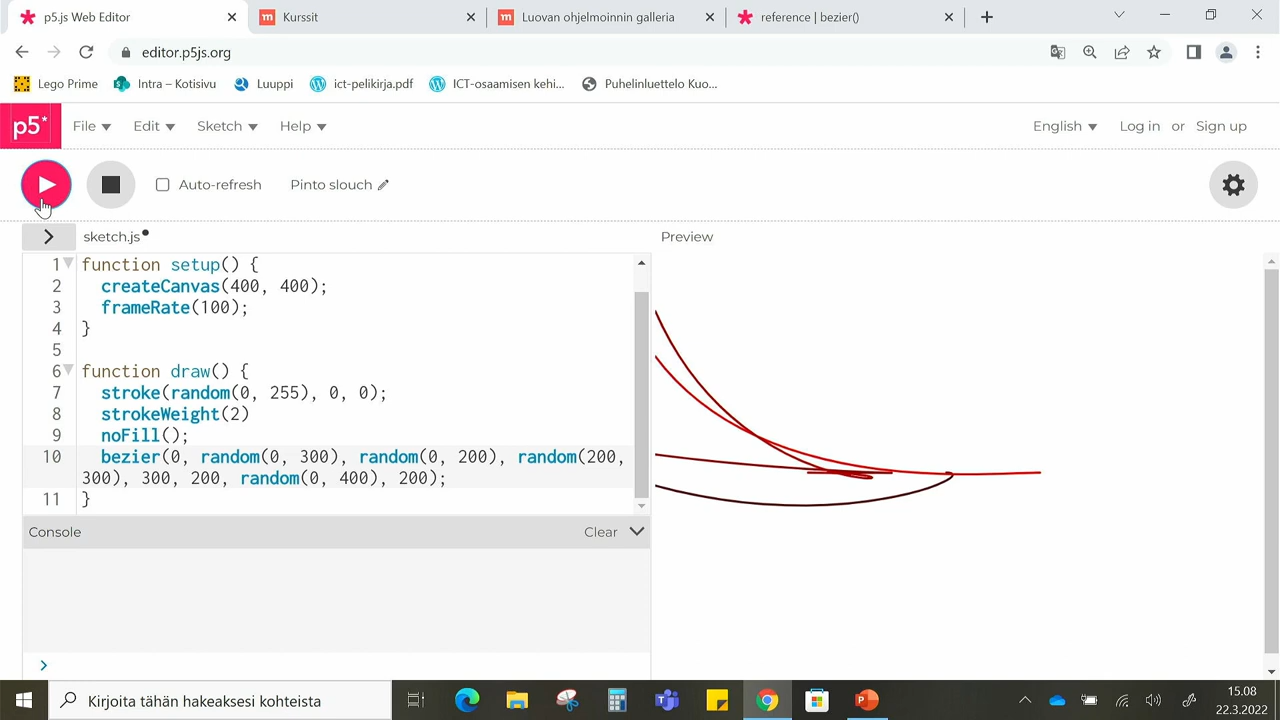 p5.js Web Editor
Kurssit
Luovan ohjelmoinnin galleria
reference | bezier()
editor.p5js.org
Lego Prime
Intra – Kotisivu
Luuppi
ict-pelikirja.pdf
ICT-osaamisen kehi...
Puhelinluettelo Kuo...
p5*
File
Edit
Sketch
Help
English
Log in or Sign up
Auto-refresh
Pinto slouch
sketch.js
Preview
1 function setup() {
2 createCanvas(400, 400);
3 frameRate(100);
4 }
5
6 function draw() {
7 stroke(random(0, 255), 0, 0);
8 strokeWeight(2)
9 noFill();
10 bezier(0, random(0, 300), random(0, 200), random(200,
300), 300, 200, random(0, 400), 200);
11 }
Console
Clear
Kirjoita tähän hakeaksesi kohteista
15.08
22.3.2022